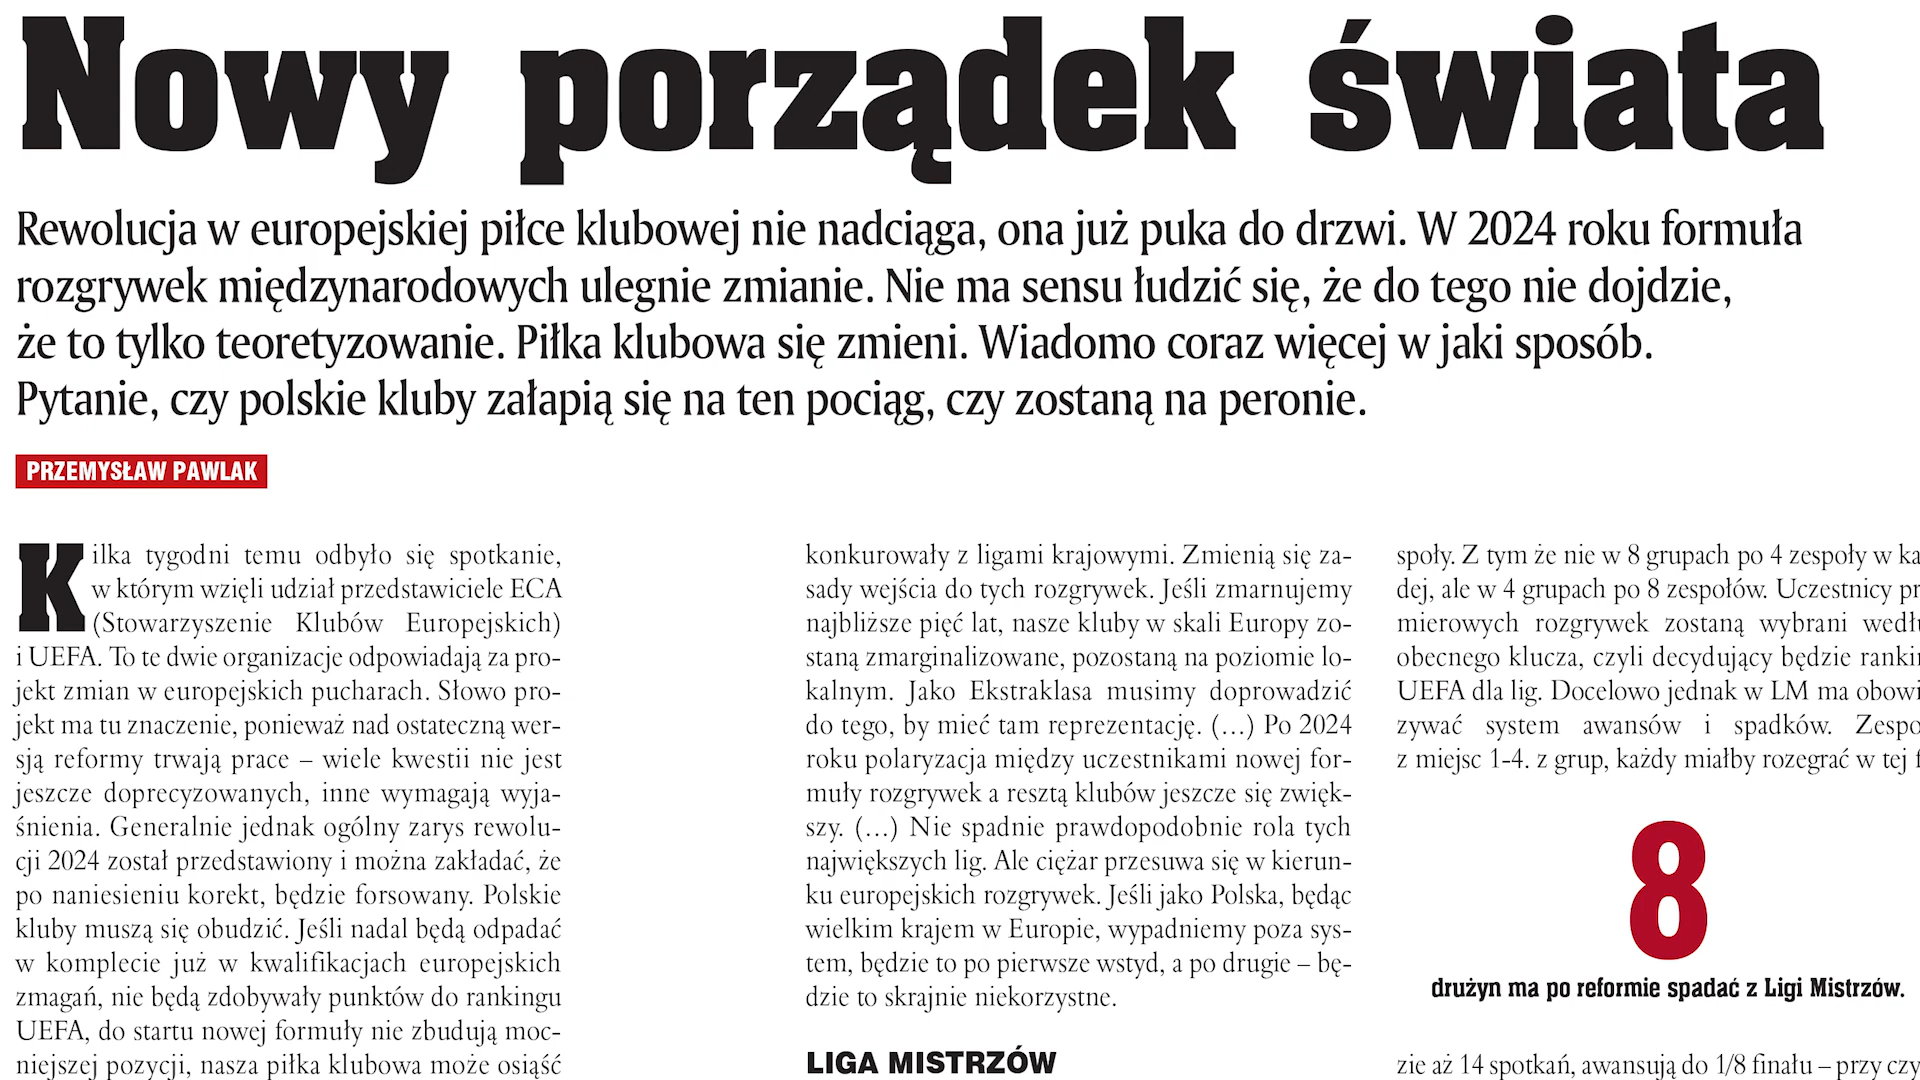 Nowy porządek świata
Rewolucja w europejskiej piłce klubowej nie nadciąga, ona już puka do drzwi. W 2024 roku formuła
rozgrywek międzynarodowych ulegnie zmianie. Nie ma sensu łudzić się, że do tego nie dojdzie,
że to tylko teoretyzowanie. Piłka klubowa się zmieni. Wiadomo coraz więcej w jaki sposób.
Pytanie, czy polskie kluby załapią się na ten pociąg, czy zostaną na peronie.
PRZEMYSŁAW PAWLAK
Kilka tygodni temu odbyło się spotkanie,
w którym wzięli udział przedstawiciele ECA
(Stowarzyszenie Klubów Europejskich)
i UEFA. To te dwie organizacje odpowiadają za pro-
jekt zmian w europejskich pucharach. Słowo pro-
jekt ma tu znaczenie, ponieważ nad ostateczną wer-
sją reformy trwają prace – wiele kwestii nie jest
jeszcze doprecyzowanych, inne wymagają wyja-
śnienia. Generalnie jednak ogólny zarys rewolu-
cji 2024 został przedstawiony i można zakładać, że
po naniesieniu korekt, będzie forsowany. Polskie
kluby muszą się obudzić. Jeśli nadal będą odpadać
w komplecie już w kwalifikacjach europejskich
zmagań, nie będą zdobywały punktów do rankingu
UEFA, do startu nowej formuły nie zbudują moc-
niejszej pozycji, nasza piłka klubowa może osiąść
konkurowały z ligami krajowymi. Zmienią się za-
sady wejścia do tych rozgrywek. Jeśli zmarnujemy
najbliższe pięć lat, nasze kluby w skali Europy zo-
staną zmarginalizowane, pozostaną na poziomie lo-
kalnym. Jako Ekstraklasa musimy doprowadzić
do tego, by mieć tam reprezentację. (...) Po 2024
roku polaryzacja między uczestnikami nowej for-
muły rozgrywek a resztą klubów jeszcze się zwięk-
szy. (...) Nie spadnie prawdopodobnie rola tych
największych lig. Ale ciężar przesuwa się w kierun-
ku europejskich rozgrywek. Jeśli jako Polska, będąc
wielkim krajem w Europie, wypadniemy poza sys-
tem, będzie to po pierwsze wstyd, a po drugie – bę-
dzie to skrajnie niekorzystne.
LIGA MISTRZÓW
społy. Z tym że nie w 8 grupach po 4 zespoły w ka
dej, ale w 4 grupach po 8 zespołów. Uczestnicy pr
mierowych rozgrywek zostaną wybrani wedłu
obecnego klucza, czyli decydujący będzie rankin
UEFA dla lig. Docelowo jednak w LM ma obowi
zywać system awansów i spadków. Zespo
z miejsc 1-4. z grup, każdy miałby rozegrać w tej f
8
drużyn ma po reformie spadać z Ligi Mistrzów.
zie aż 14 spotkań, awansują do 1/8 finału – przy czy